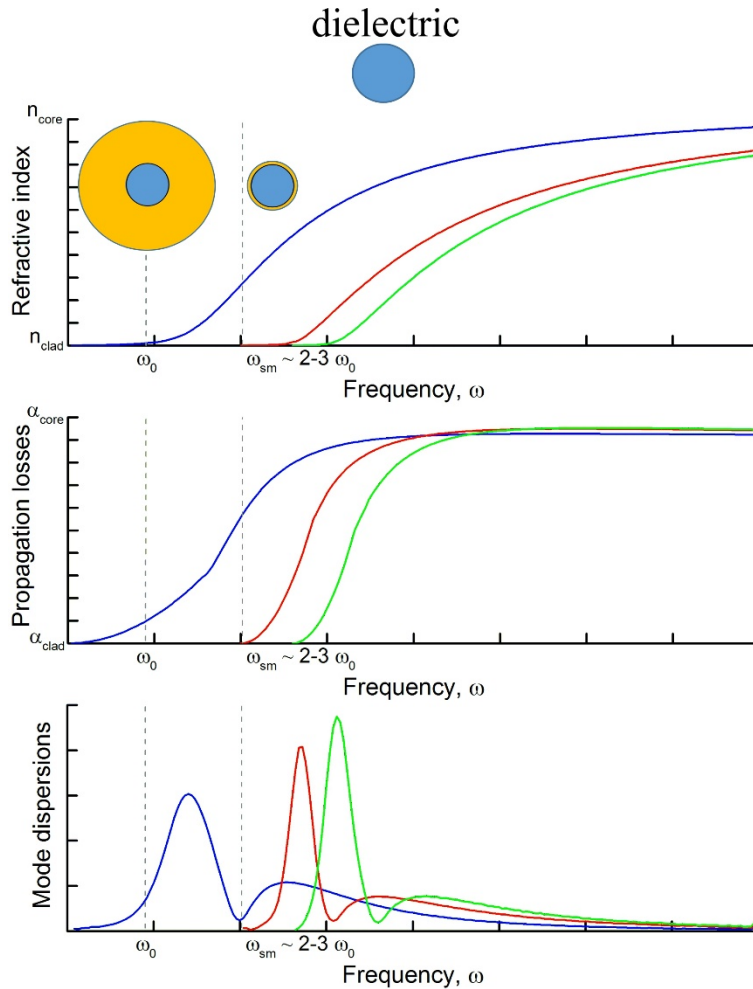 dielectric
n_core
Refractive index
n_clad
ω_0
ω_sm ~ 2-3 ω_0
Frequency, ω
α_core
Propagation losses
α_clad
ω_0
ω_sm ~ 2-3 ω_0
Frequency, ω
Mode dispersions
ω_0
ω_sm ~ 2-3 ω_0
Frequency, ω